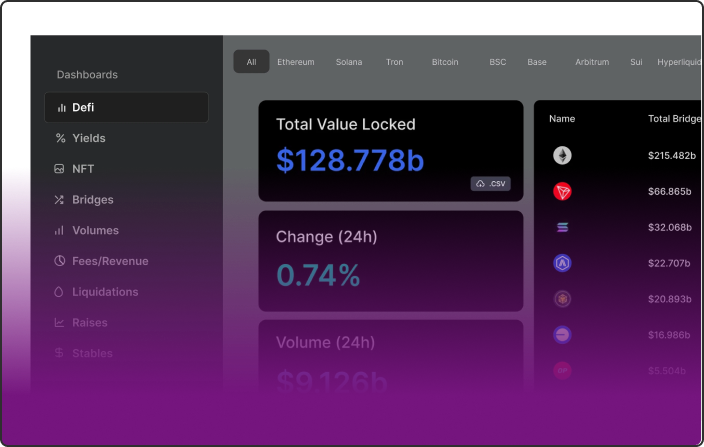 Dashboards
Defi
Yields
NFT
Bridges
Volumes
Fees/Revenue
Liquidations
Raises
Stables
All Ethereum Solana Tron Bitcoin BSC Base Arbitrum Sui Hyperliquid
Total Value Locked
$128.778b
.CSV
Change (24h)
0.74%
Volume (24h)
$9.126b
Name Total Bridge
$215.482b
$66.865b
$32.068b
$22.707b
$20.893b
$16.986b
$5.504b